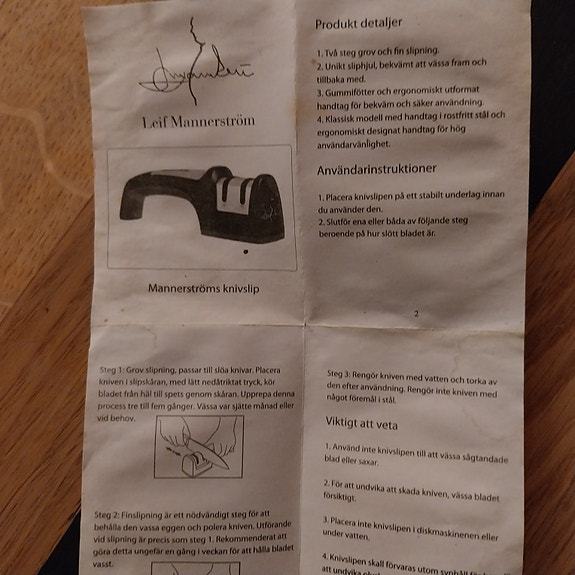 Leif Mannerström
Mannerströms knivslip
Produkt detaljer
1. Två steg grov och fin slipning.
2. Unikt sliphjul, bekvämt att vässa fram och
tillbaka med.
3. Gummifötter och ergonomiskt utformat
handtag för bekväm och säker användning.
4. Klassisk modell med handtag i rostfritt stål och
ergonomiskt designat handtag för hög
användarvänlighet.
Användarinstruktioner
1. Placera knivslipen på ett stabilt underlag innan
du använder den.
2. Slutför ena eller båda av följande steg
beroende på hur slött bladet är.
2
Steg 1: Grov slipning, passar till slöa knivar. Placera
kniven i slipskåran, med lätt nedåtriktat tryck, kör
bladet från häl till spets genom skåran. Upprepa denna
process tre till fem gånger. Vässa var sjätte månad eller
vid behov.
Steg 2: Finslipning är ett nödvändigt steg för att
behålla den vassa eggen och polera kniven. Utförande
vid slipning är precis som steg 1. Rekommenderat att
göra detta ungefär en gång i veckan för att hålla bladet
vasst.
Steg 3: Rengör kniven med vatten och torka av
den efter användning. Rengör inte kniven med
något föremål i stål.
Viktigt att veta
1. Använd inte knivslipen till att vässa sågtandade
blad eller saxar.
2. För att undvika att skada kniven, vässa bladet
försiktigt.
3. Placera inte knivslipen i diskmaskinenen eller
under vatten.
4. Knivslipen skall förvaras utom
att undvika